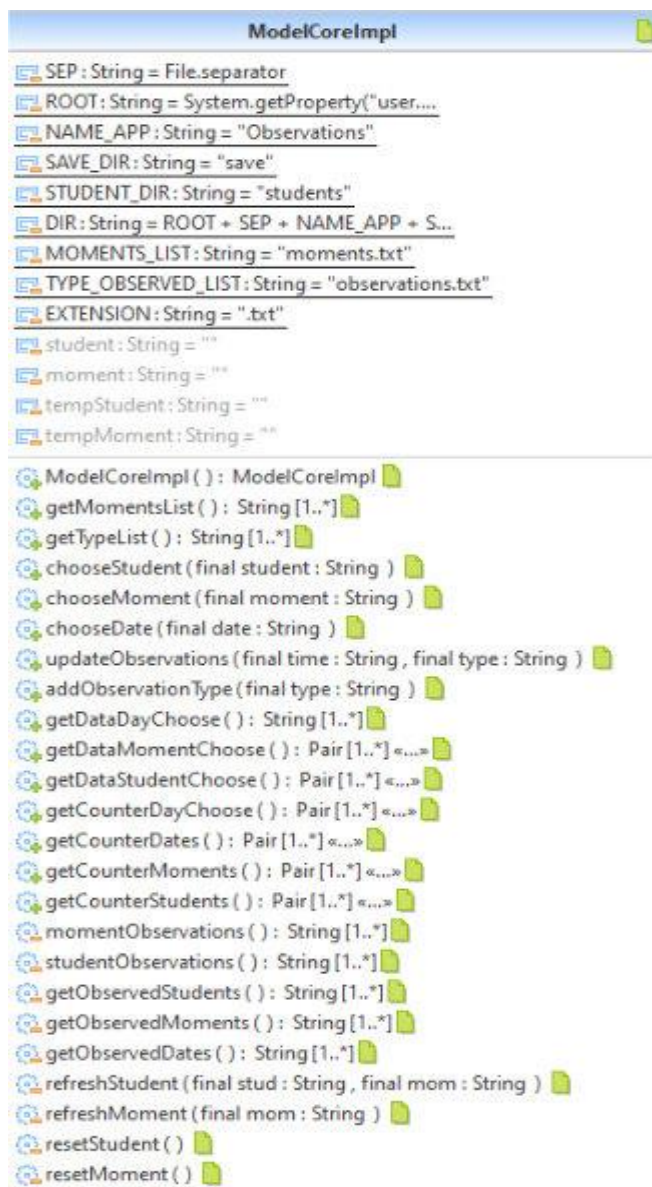 ModelCoreImpl
SEP : String = File.separator
ROOT : String = System.getProperty("user....
NAME_APP : String = "Observations"
SAVE_DIR : String = "save"
STUDENT_DIR : String = "students"
DIR : String = ROOT + SEP + NAME_APP + S...
MOMENTS_LIST : String = "moments.txt"
TYPE_OBSERVED_LIST : String = "observations.txt"
EXTENSION : String = ".txt"
student : String = ""
moment : String = ""
tempStudent : String = ""
tempMoment : String = ""
ModelCoreImpl ( ) : ModelCoreImpl
getMomentsList ( ) : String [1..*]
getTypeList ( ) : String [1..*]
chooseStudent ( final student : String )
chooseMoment ( final moment : String )
chooseDate ( final date : String )
updateObservations ( final time : String , final type : String )
addObservationType ( final type : String )
getDataDayChoose ( ) : String [1..*]
getDataMomentChoose ( ) : Pair [1..*] «...»
getDataStudentChoose ( ) : Pair [1..*] «...»
getCounterDayChoose ( ) : Pair [1..*] «...»
getCounterDates ( ) : Pair [1..*] «...»
getCounterMoments ( ) : Pair [1..*] «...»
getCounterStudents ( ) : Pair [1..*] «...»
momentObservations ( ) : String [1..*]
studentObservations ( ) : String [1..*]
getObservedStudents ( ) : String [1..*]
getObservedMoments ( ) : String [1..*]
getObservedDates ( ) : String [1..*]
refreshStudent ( final stud : String , final mom : String )
refreshMoment ( final mom : String )
resetStudent ( )
resetMoment ( )